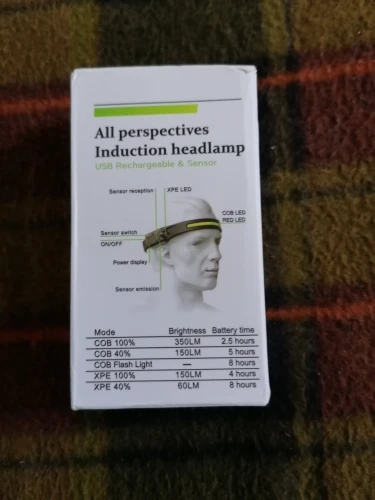 All perspectives
Induction headlamp
USB Rechargeable & Sensor
Sensor reception XPE LED
COB LED
RED LED
Sensor switch
ON/OFF
Power display
Sensor emission
Mode Brightness Battery time
COB 100% 350LM 2.5 hours
COB 40% 150LM 5 hours
COB Flash Light — 8 hours
XPE 100% 150LM 4 hours
XPE 40% 60LM 8 hours